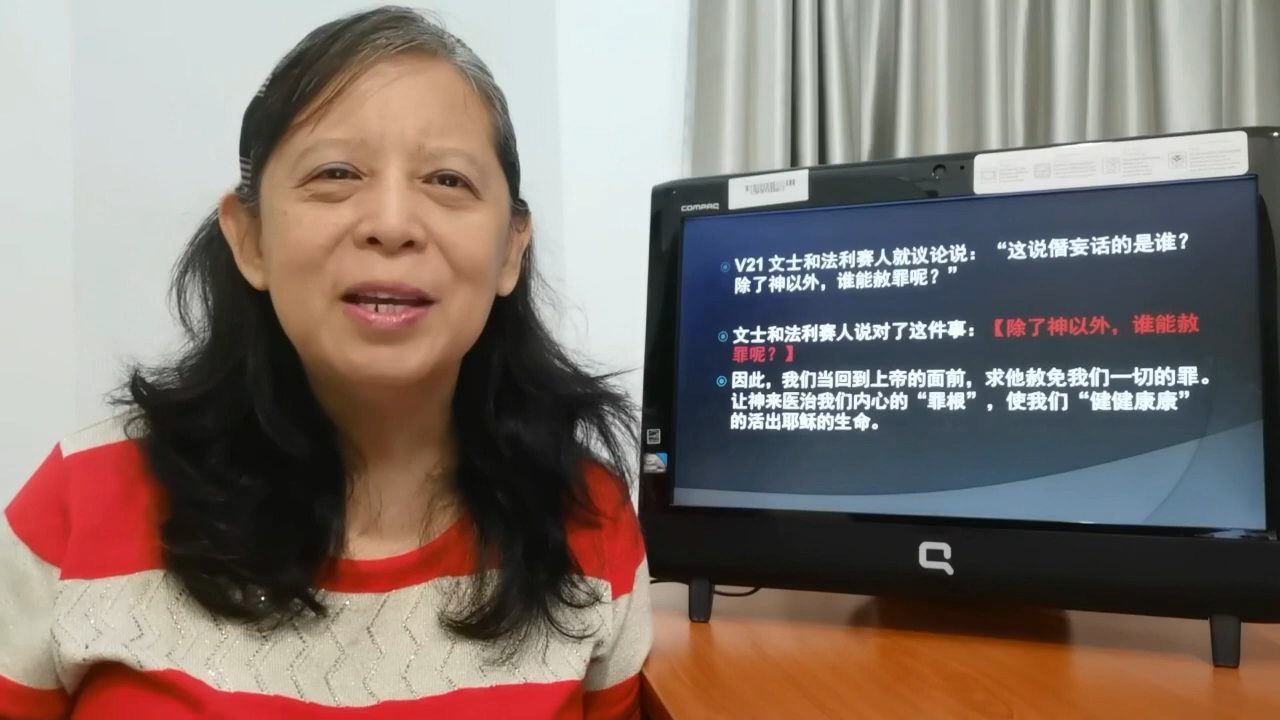 COMPAQ
V21 文士和法利赛人就议论说：“这说僭妄话的是谁？
除了神以外，谁能赦罪呢？”
文士和法利赛人说对了这件事：【除了神以外，谁能赦
罪呢？】
因此，我们当回到上帝的面前，求他赦免我们一切的罪。
让神来医治我们内心的“罪根”，使我们“健健康康”
的活出耶稣的生命。